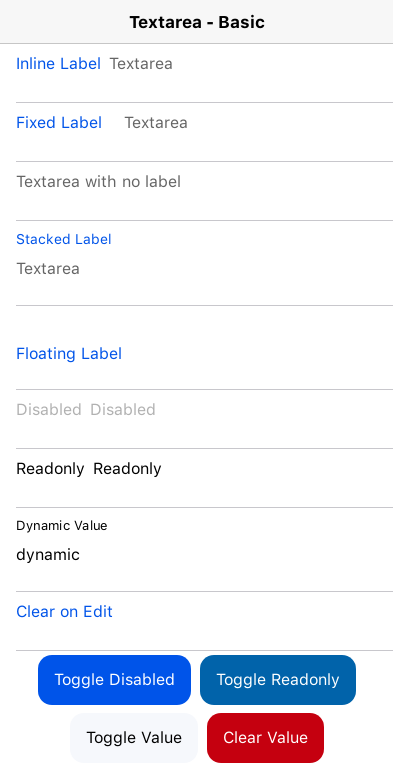 Textarea - Basic
Inline Label Textarea
Fixed Label Textarea
Textarea with no label
Stacked Label
Textarea
Floating Label
Disabled Disabled
Readonly Readonly
Dynamic Value
dynamic
Clear on Edit
Toggle Disabled Toggle Readonly
Toggle Value Clear Value